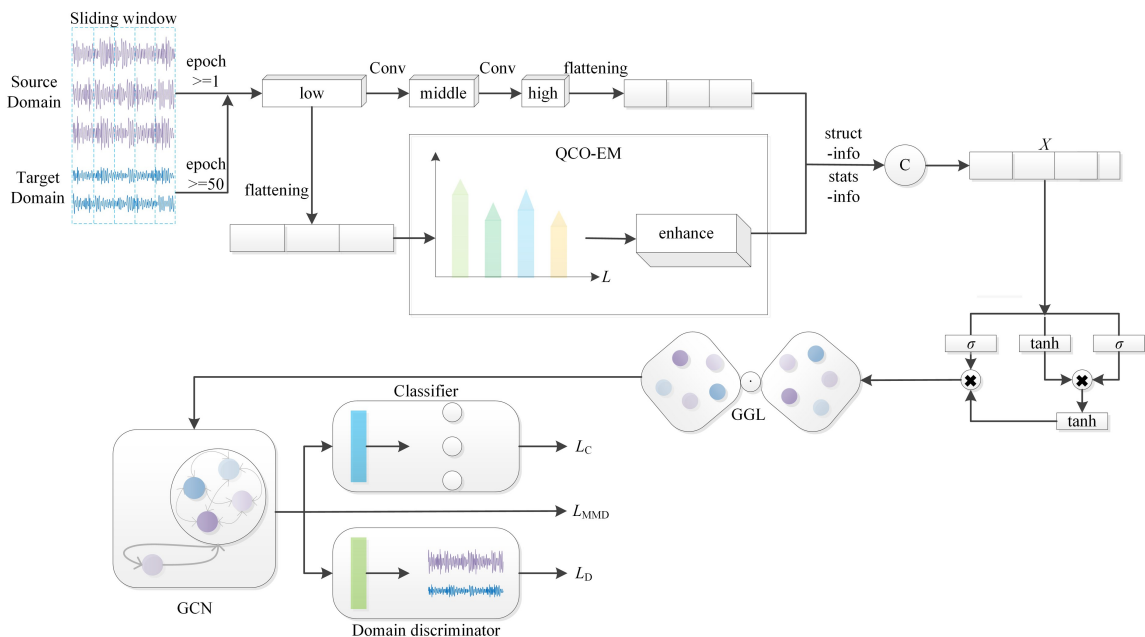 Sliding window
Source
Domain
Target
Domain
epoch
>=1
epoch
>=50
low
Conv
middle
Conv
high
flattening
flattening
QCO-EM
L
enhance
struct
-info
stats
-info
C
X
σ
tanh
σ
tanh
GGL
GCN
Classifier
L_C
L_MMD
L_D
Domain discriminator